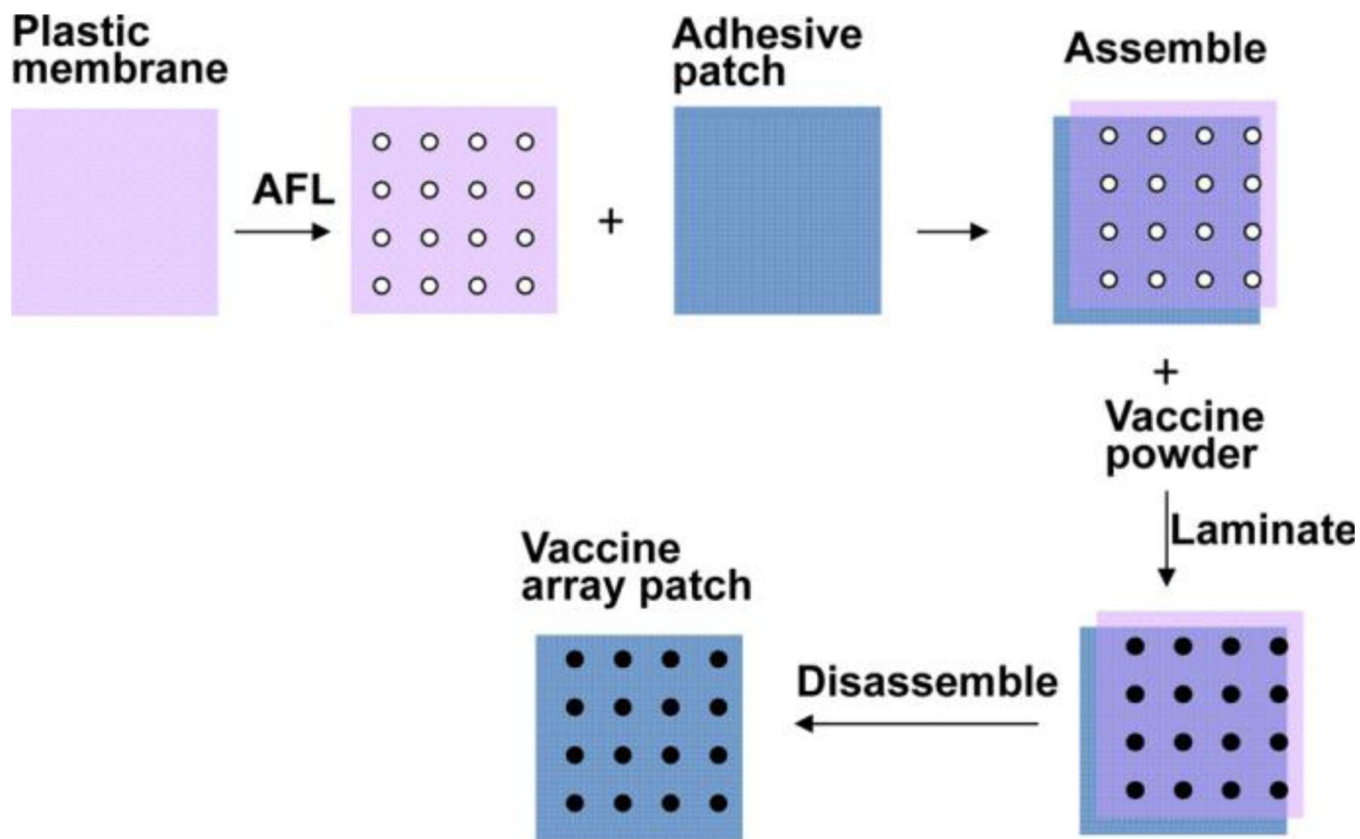 Plastic
membrane
AFL
+
Adhesive
patch
Assemble
+
Vaccine
powder
Laminate
Disassemble
Vaccine
array patch